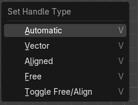 Set Handle Type
Automatic V
Vector V
Aligned V
Free V
Toggle Free/Align V